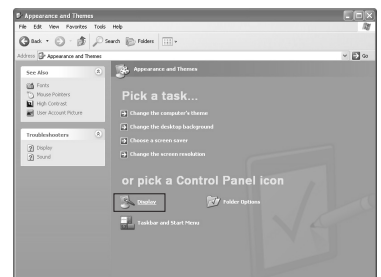 Appearance and Themes
File Edit View Favorites Tools Help
Back Search Folders
Address Appearance and Themes Go
See Also
Fonts
Mouse Pointers
High Contrast
User Account Picture
Troubleshooters
Display
Sound
Appearance and Themes
Pick a task...
Change the computer's theme
Change the desktop background
Choose a screen saver
Change the screen resolution
or pick a Control Panel icon
Display Folder Options
Taskbar and Start Menu